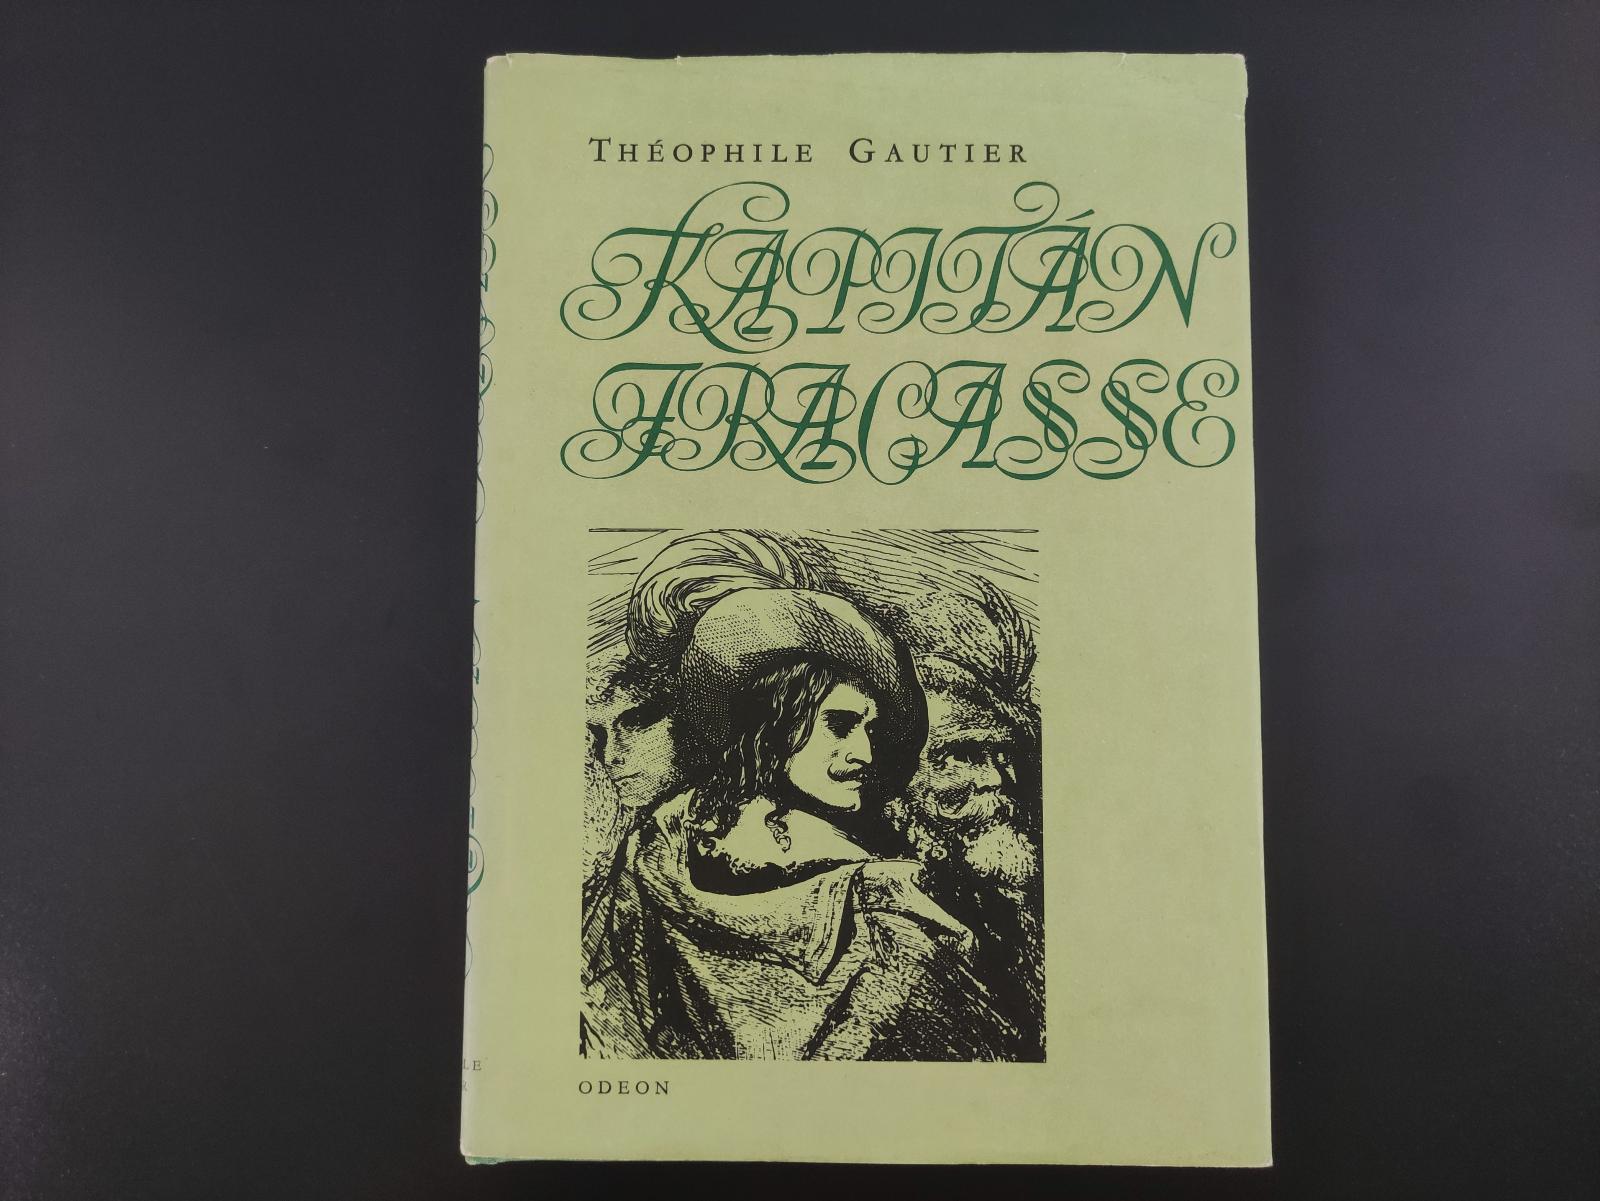 THÉOPHILE GAUTIER
KAPITÁN
FRACASSE
ODEON